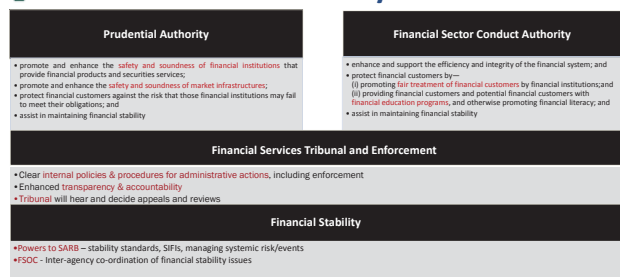 Prudential Authority
• promote and enhance the safety and soundness of financial institutions that
provide financial products and securities services;
• promote and enhance the safety and soundness of market infrastructures;
• protect financial customers against the risk that those financial institutions may fail
to meet their obligations; and
• assist in maintaining financial stability
Financial Sector Conduct Authority
• enhance and support the efficiency and integrity of the financial system; and
• protect financial customers by—
(i) promoting fair treatment of financial customers by financial institutions;and
(ii) providing financial customers and potential financial customers with
financial education programs, and otherwise promoting financial literacy; and
• assist in maintaining financial stability
Financial Services Tribunal and Enforcement
•Clear internal policies & procedures for administrative actions, including enforcement
•Enhanced transparency & accountability
•Tribunal will hear and decide appeals and reviews
Financial Stability
•Powers to SARB – stability standards, SIFIs, managing systemic risk/events
•FSOC - Inter-agency co-ordination of financial stability issues